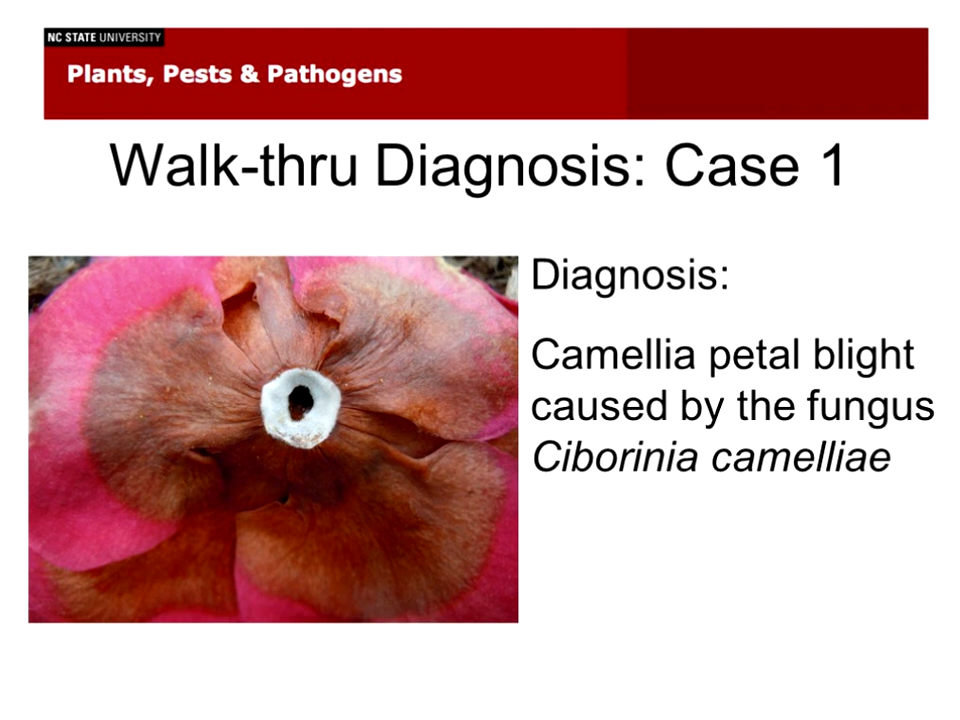 NC STATE UNIVERSITY
Plants, Pests & Pathogens
Walk-thru Diagnosis: Case 1
Diagnosis:
Camellia petal blight
caused by the fungus
Ciborinia camelliae